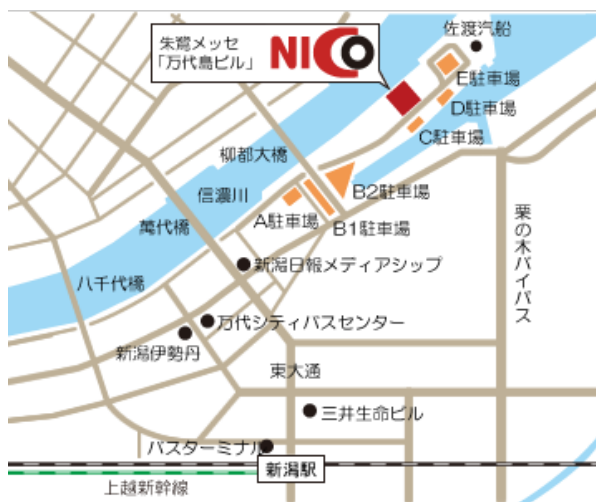 朱鷺メッセ
「万代島ビル」
NICO
佐渡汽船
E駐車場
D駐車場
C駐車場
柳都大橋
信濃川
B2駐車場
A駐車場
B1駐車場
萬代橋
栗の木バイパス
八千代橋
新潟日報メディアシップ
万代シティバスセンター
新潟伊勢丹
東大通
三井生命ビル
バスターミナル
新潟駅
上越新幹線